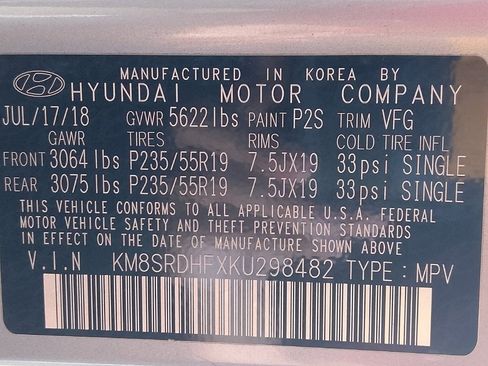 MANUFACTURED IN KOREA BY
HYUNDAI MOTOR COMPANY
JUL/17/18 GVWR 5622lbs PAINT P2S TRIM VFG
GAWR TIRES RIMS COLD TIRE INFL
FRONT 3064lbs P235/55R19 7.5JX19 33psi SINGLE
REAR 3075lbs P235/55R19 7.5JX19 33psi SINGLE
THIS VEHICLE CONFORMS TO ALL APPLICABLE U.S.A. FEDERAL
MOTOR VEHICLE SAFETY AND THEFT PREVENTION STANDARDS
IN EFFECT ON THE DATE OF MANUFACTURE SHOWN ABOVE.
V.I.N KM8SRDHFXKU298482 TYPE : MPV